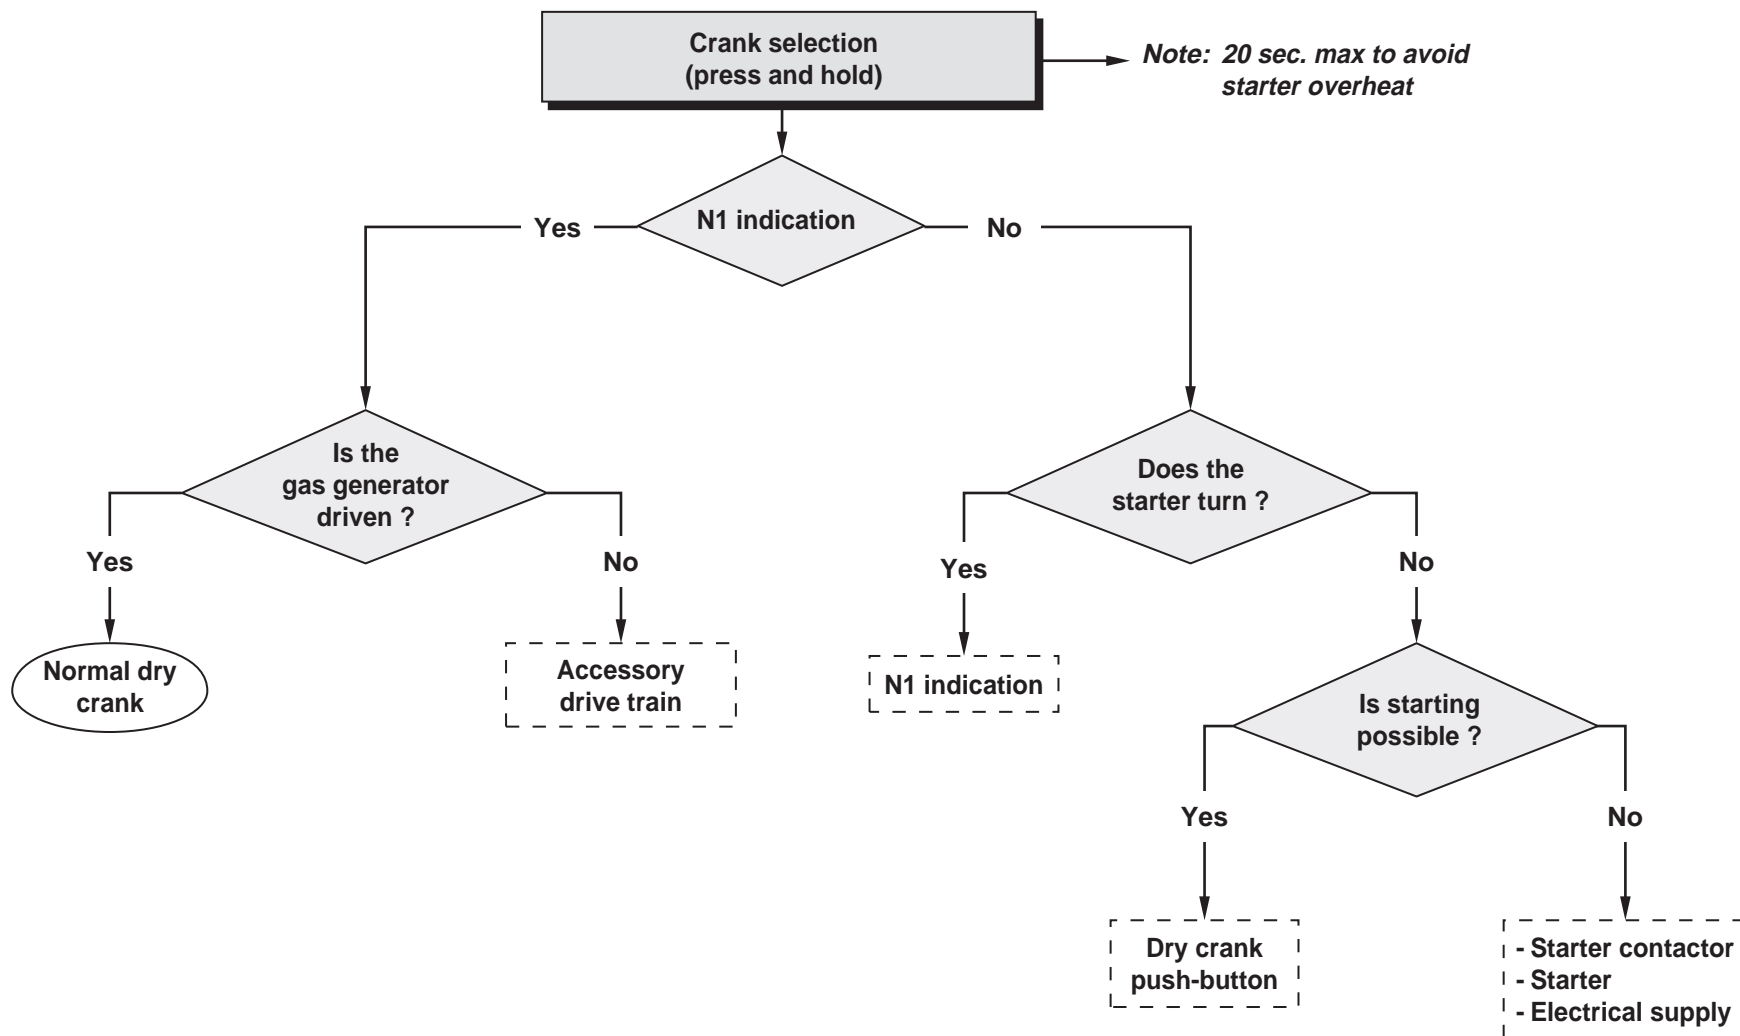 Crank selection
(press and hold)
Note: 20 sec. max to avoid
starter overheat
N1 indication
Yes
No
Is the
gas generator
driven ?
Does the
starter turn ?
Yes
No
Yes
No
Normal dry
crank
Accessory
drive train
N1 indication
Is starting
possible ?
Yes
No
Dry crank
push-button
- Starter contactor
- Starter
- Electrical supply